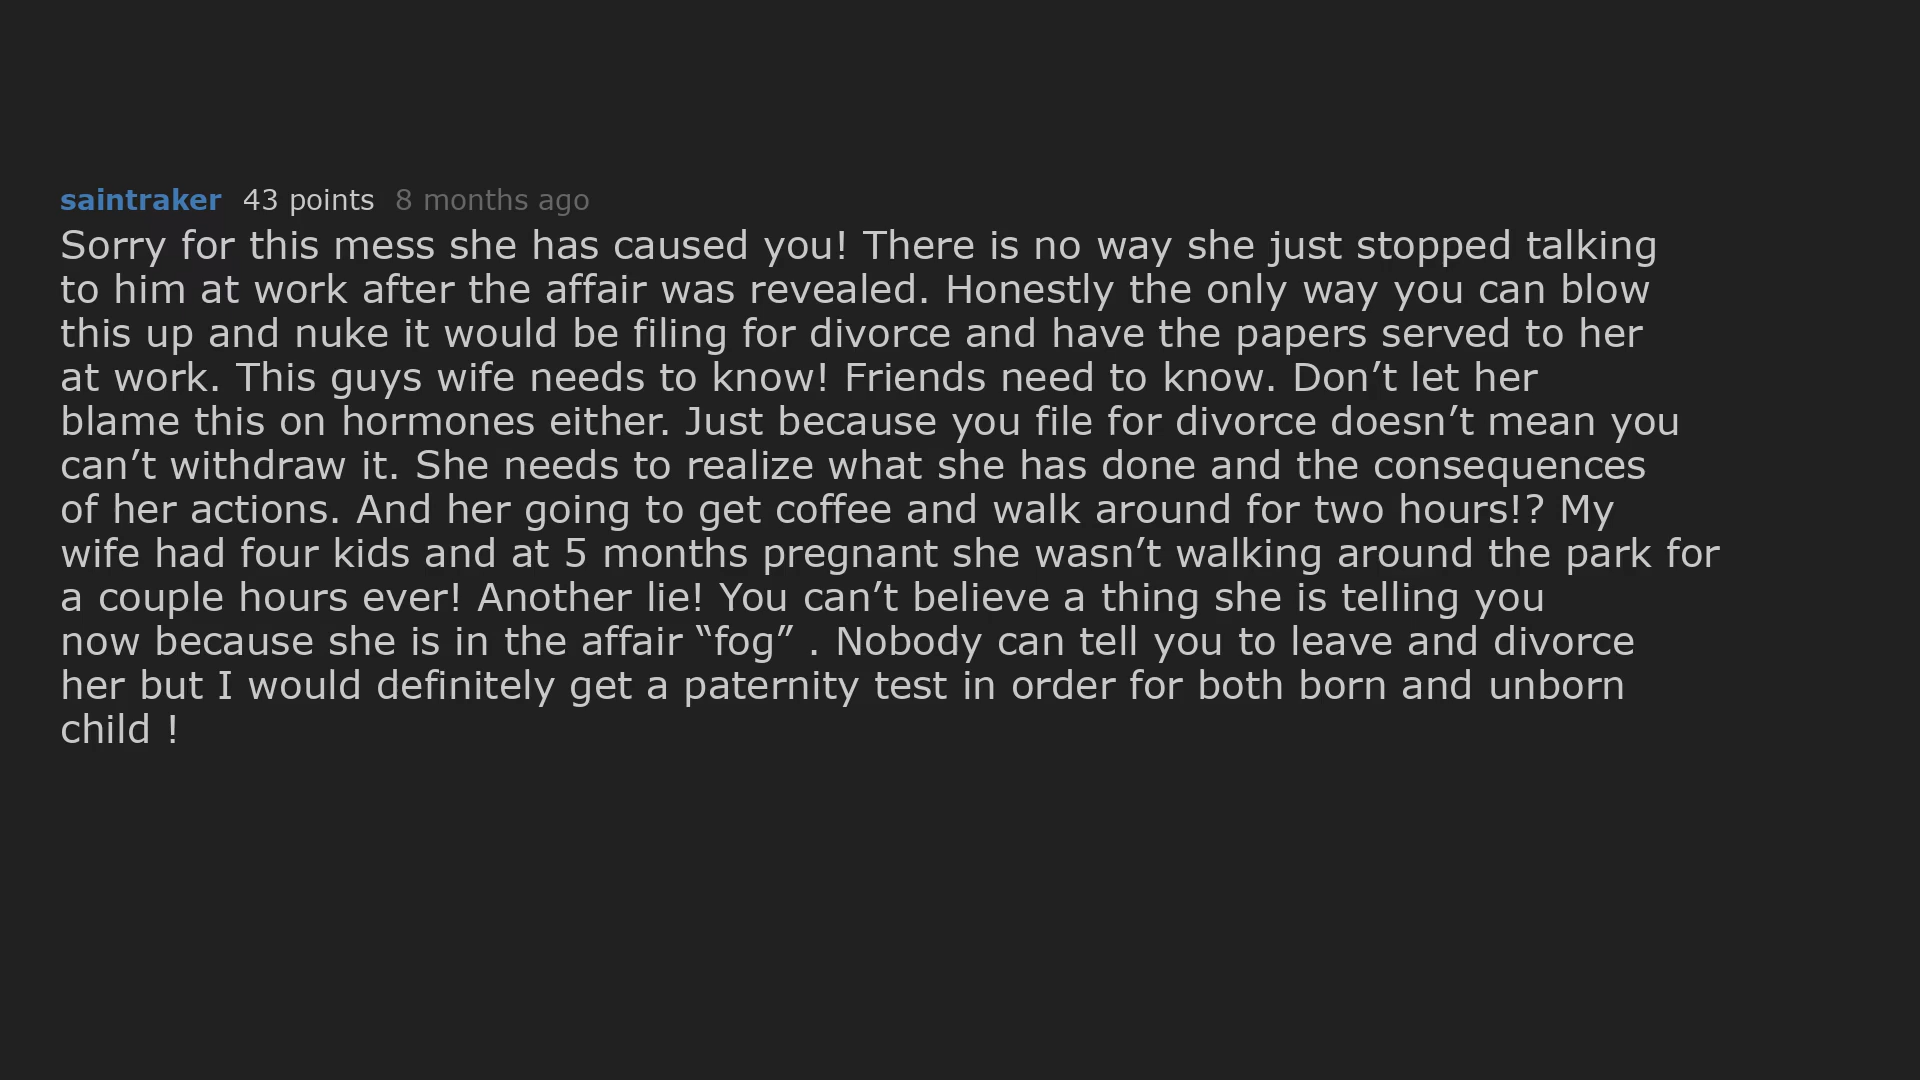 saintraker 43 points 8 months ago
Sorry for this mess she has caused you! There is no way she just stopped talking
to him at work after the affair was revealed. Honestly the only way you can blow
this up and nuke it would be filing for divorce and have the papers served to her
at work. This guys wife needs to know! Friends need to know. Don’t let her
blame this on hormones either. Just because you file for divorce doesn’t mean you
can’t withdraw it. She needs to realize what she has done and the consequences
of her actions. And her going to get coffee and walk around for two hours!? My
wife had four kids and at 5 months pregnant she wasn’t walking around the park for
a couple hours ever! Another lie! You can’t believe a thing she is telling you
now because she is in the affair “fog” . Nobody can tell you to leave and divorce
her but I would definitely get a paternity test in order for both born and unborn
child !